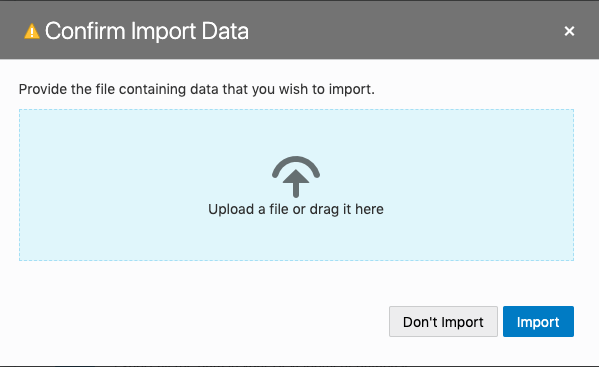 Confirm Import Data
Provide the file containing data that you wish to import.
Upload a file or drag it here
Don't Import
Import